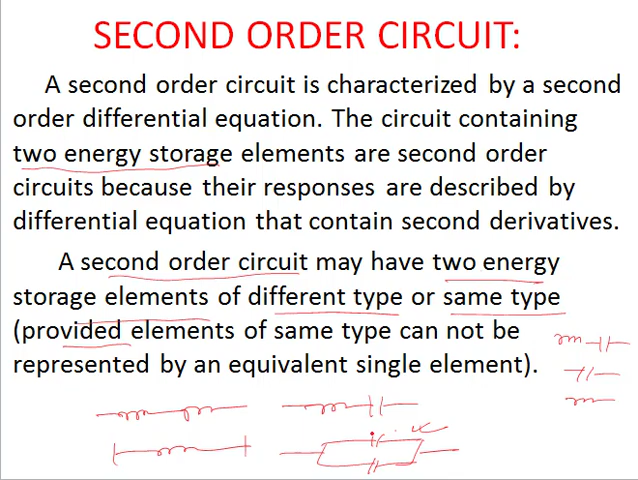 SECOND ORDER CIRCUIT:
A second order circuit is characterized by a second
order differential equation. The circuit containing
two energy storage elements are second order
circuits because their responses are described by
differential equation that contain second derivatives.
A second order circuit may have two energy
storage elements of different type or same type
(provided elements of same type can not be
represented by an equivalent single element).